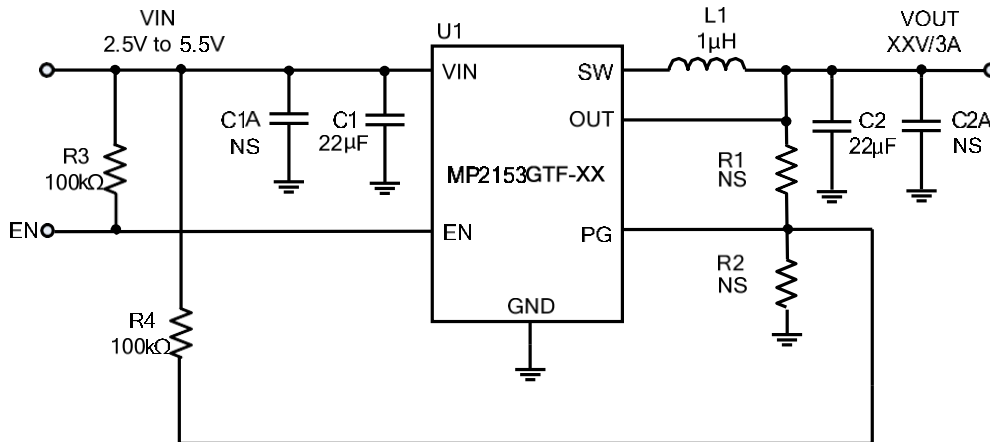 VIN
2.5V to 5.5V
U1
L1
1µH
VOUT
XXV/3A
VIN
SW
C1A
NS
C1
22µF
OUT
C2
22µF
C2A
NS
R3
100kΩ
MP2153GTF-XX
R1
NS
EN
EN
PG
R2
NS
GND
R4
100kΩ